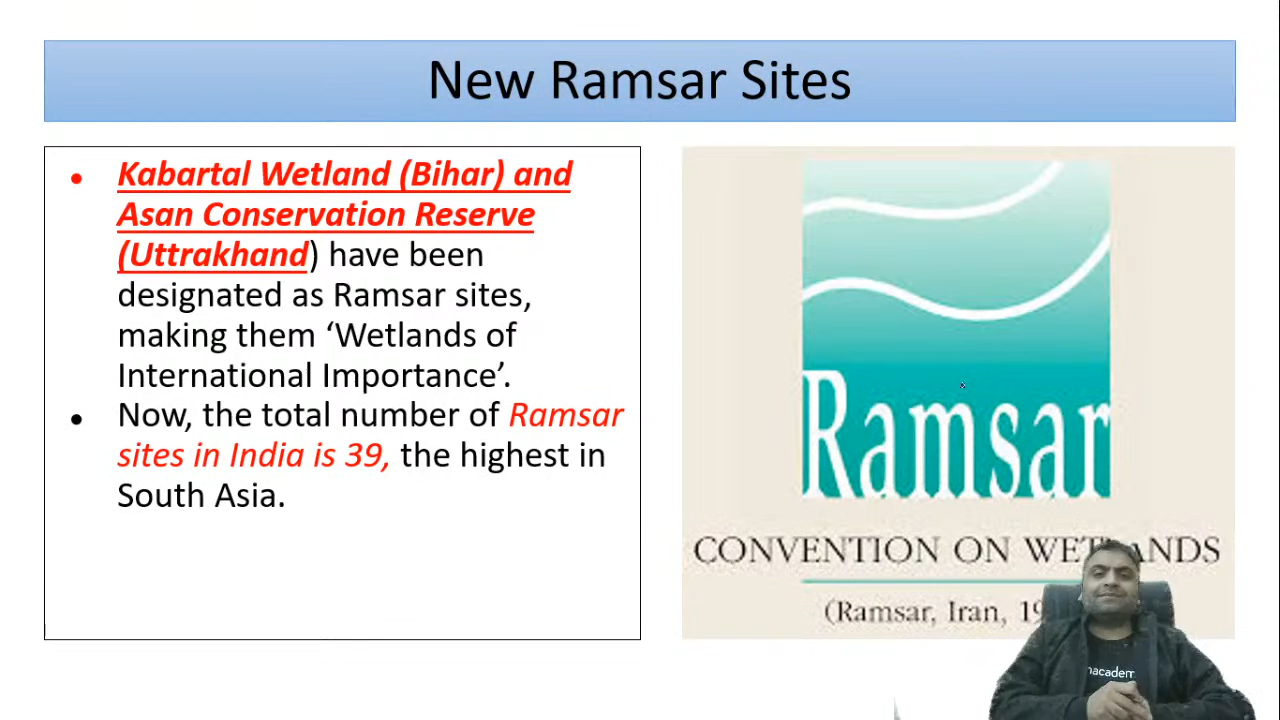 New Ramsar Sites
• Kabartal Wetland (Bihar) and
Asan Conservation Reserve
(Uttrakhand) have been
designated as Ramsar sites,
making them ‘Wetlands of
International Importance’.
• Now, the total number of Ramsar
sites in India is 39, the highest in
South Asia.
Ramsar
CONVENTION ON WETLANDS
(Ramsar, Iran, 19
nacadem